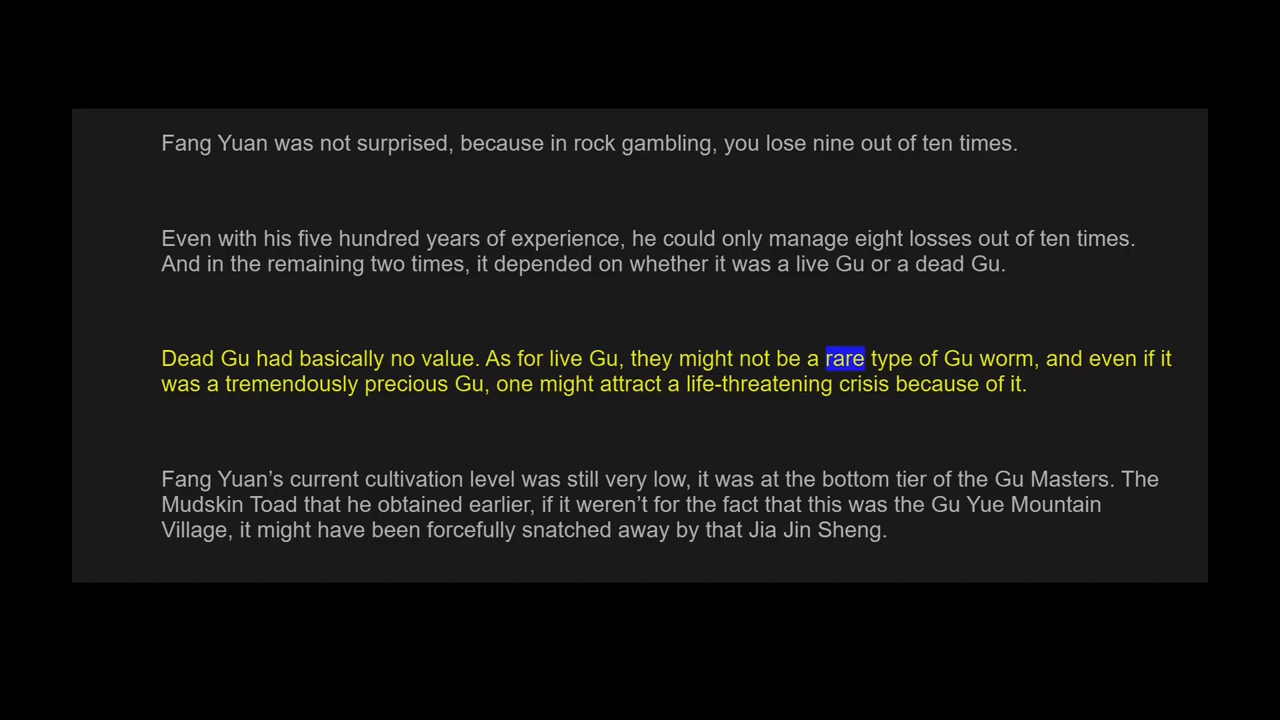 Fang Yuan was not surprised, because in rock gambling, you lose nine out of ten times.
Even with his five hundred years of experience, he could only manage eight losses out of ten times.
And in the remaining two times, it depended on whether it was a live Gu or a dead Gu.
Dead Gu had basically no value. As for live Gu, they might not be a rare type of Gu worm, and even if it
was a tremendously precious Gu, one might attract a life-threatening crisis because of it.
Fang Yuan’s current cultivation level was still very low, it was at the bottom tier of the Gu Masters. The
Mudskin Toad that he obtained earlier, if it weren’t for the fact that this was the Gu Yue Mountain
Village, it might have been forcefully snatched away by that Jia Jin Sheng.